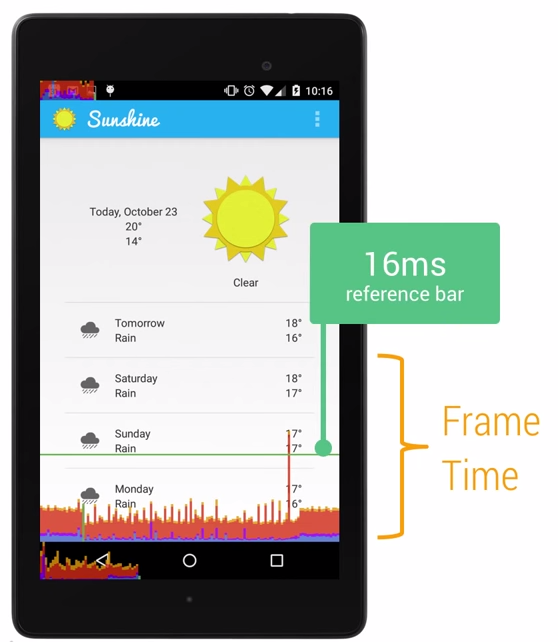 10:16
Sunshine
Today, October 23
20°
14°
Clear
16ms
reference bar
Tomorrow
Rain
18°
16°
Saturday
Rain
18°
17°
Sunday
Rain
17°
17°
Monday
Rain
17°
16°
Frame
Time